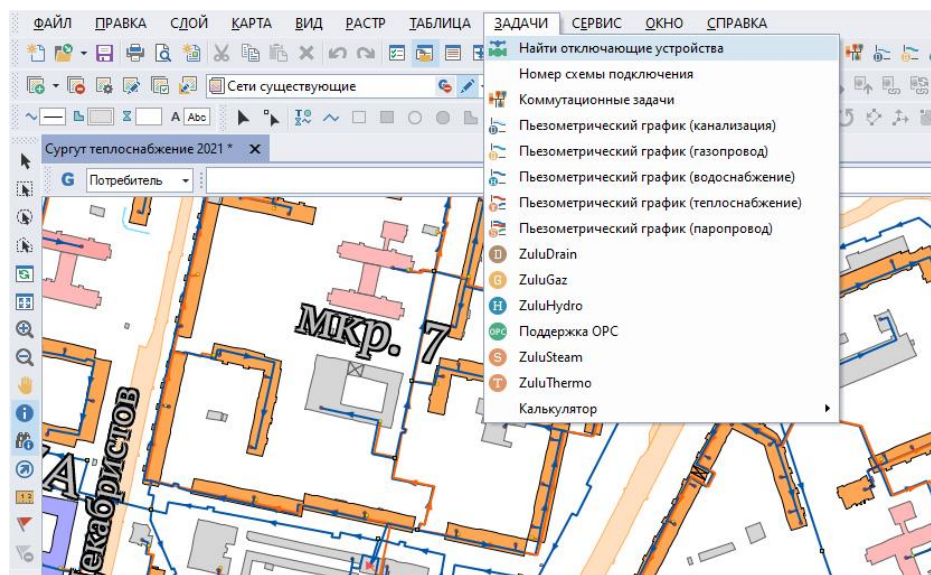 ФАЙЛ ПРАВКА СЛОЙ КАРТА ВИД РАСТР ТАБЛИЦА ЗАДАЧИ СЕРВИС ОКНО СПРАВКА
Найти отключающие устройства
Номер схемы подключения
Сети существующие
Коммутационные задачи
A Abc
Пьезометрический график (канализация)
Сургут теплоснабжение 2021 *
Пьезометрический график (газопровод)
G Потребитель
Пьезометрический график (водоснабжение)
Пьезометрический график (теплоснабжение)
Пьезометрический график (паропровод)
D ZuluDrain
G ZuluGaz
H ZuluHydro
OPC Поддержка OPC
S ZuluSteam
T ZuluThermo
Калькулятор
мкр. 7
екабристов